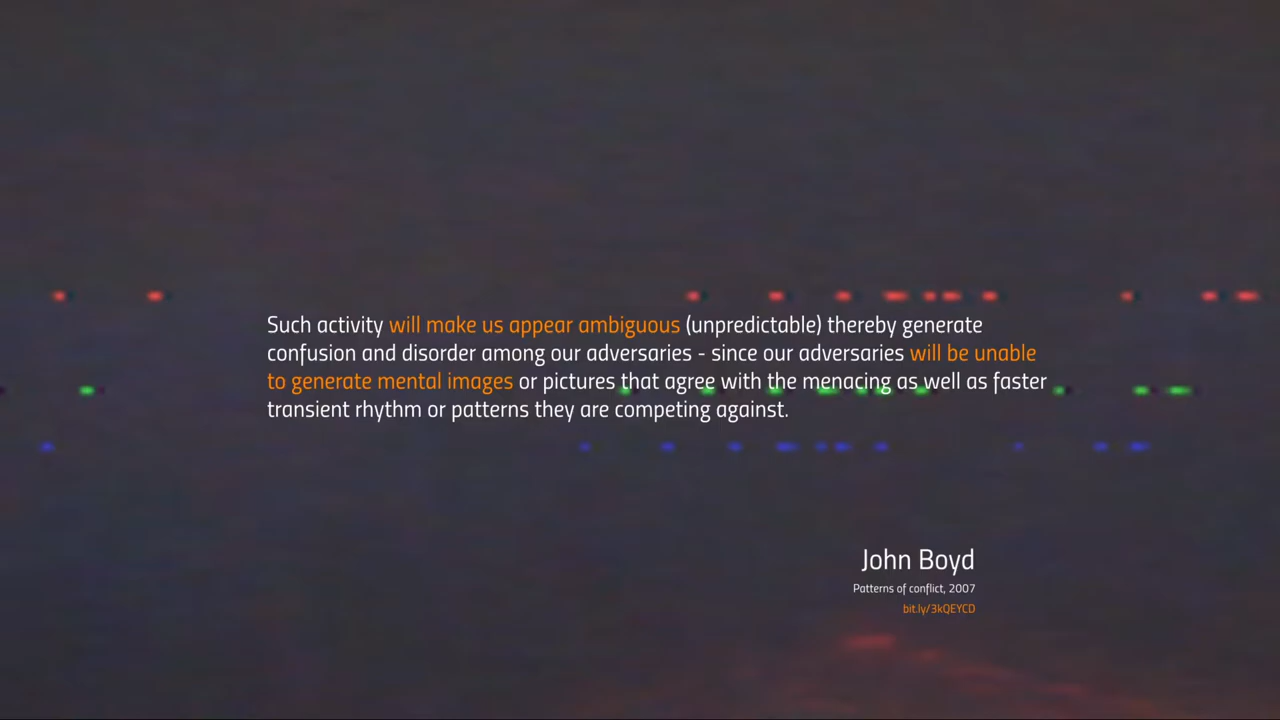 Such activity will make us appear ambiguous (unpredictable) thereby generate
confusion and disorder among our adversaries - since our adversaries will be unable
to generate mental images or pictures that agree with the menacing as well as faster
transient rhythm or patterns they are competing against.
John Boyd
Patterns of conflict, 2007
bit.ly/3kQEYCD